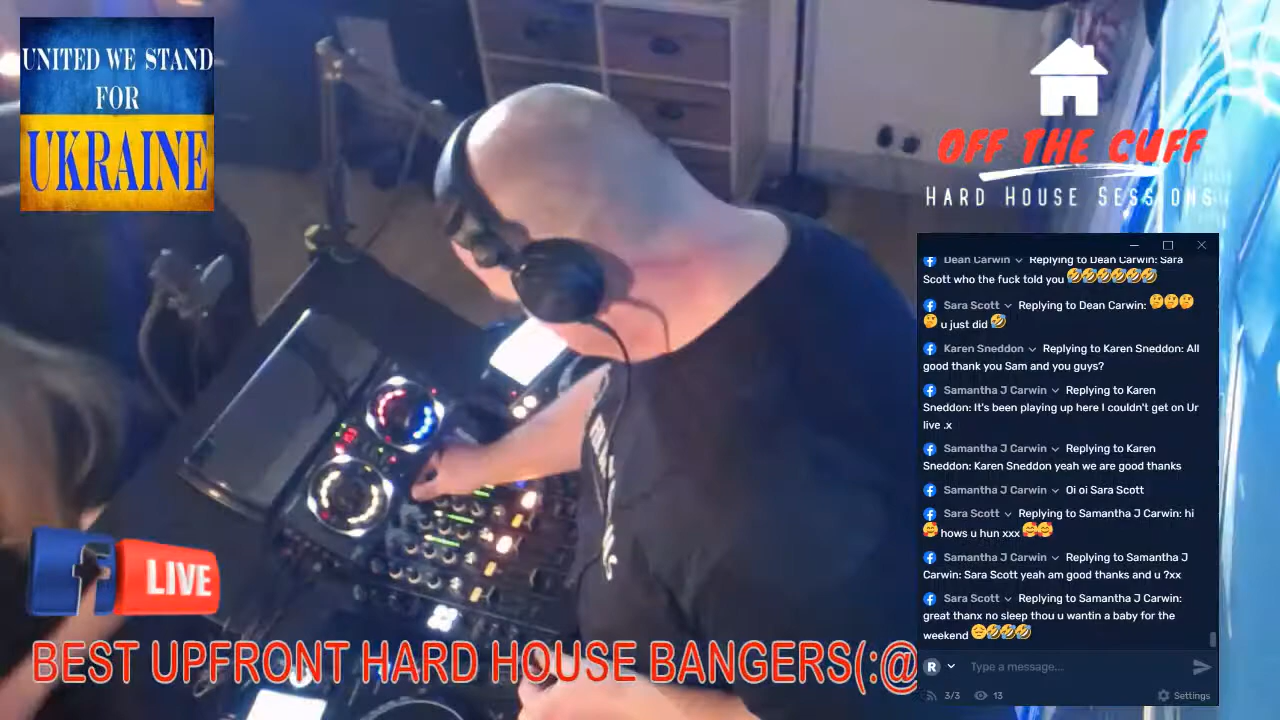 UNITED WE STAND
FOR
UKRAINE
OFF THE CUFF
HARD HOUSE SESSIONS
Dean Carwin Replying to Dean Carwin: Sara
Scott who the fuck told you 🤣🤣🤣🤣🤣🤣
Sara Scott Replying to Dean Carwin: 🤔🤔🤔
🤔 u just did 🤣
Karen Sneddon Replying to Karen Sneddon: All
good thank you Sam and you guys?
Samantha J Carwin Replying to Karen
Sneddon: It's been playing up here I couldn't get on Ur
live .x
Samantha J Carwin Replying to Karen
Sneddon: Karen Sneddon yeah we are good thanks
Samantha J Carwin Oi oi Sara Scott
Sara Scott Replying to Samantha J Carwin: hi
🥰 hows u hun xxx 🥰🥰
Samantha J Carwin Replying to Samantha J
Carwin: Sara Scott yeah am good thanks and u ?xx
Sara Scott Replying to Samantha J Carwin:
great thanx no sleep thou u wantin a baby for the
weekend 😴🤣🤣🤣
R Type a message...
3/3 13 Settings
f LIVE
BEST UPFRONT HARD HOUSE BANGERS(:@